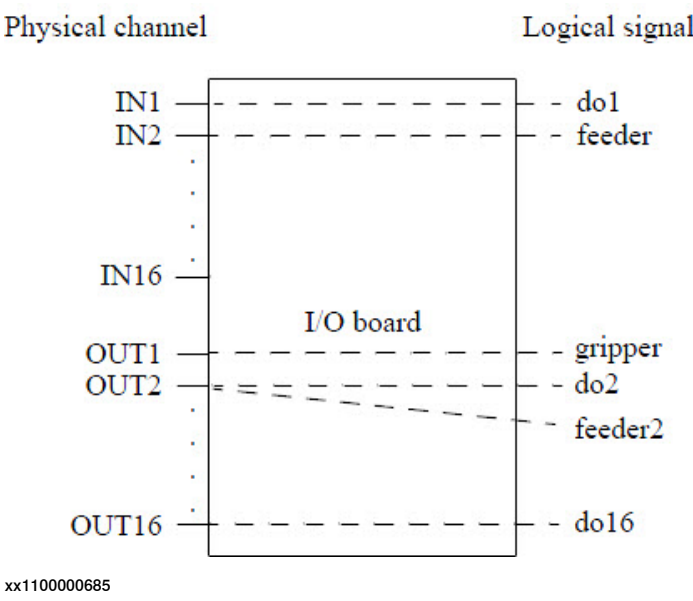 Physical channel Logical signal
IN1 do1
IN2 feeder
IN16
I/O board
OUT1 gripper
OUT2 do2
feeder2
OUT16 do16
xx1100000685